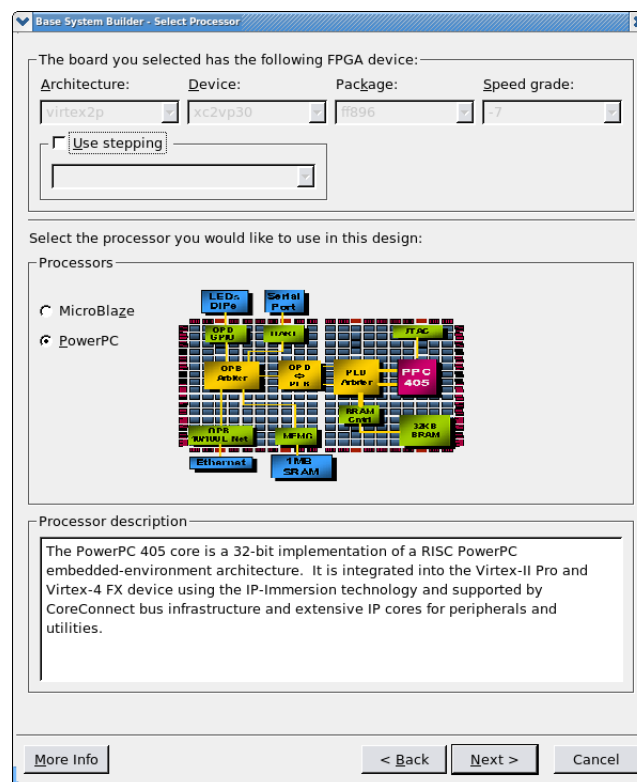 Base System Builder - Select Processor
The board you selected has the following FPGA device:
Architecture: Device: Package: Speed grade:
virtex2p xc2vp30 ff896 -7
Use stepping
Select the processor you would like to use in this design:
Processors
MicroBlaze
PowerPC
LEDs Serial
DIPs Port
GPIO UART JTAG
OPB OPB PLB PPC
Arbiter Arbiter 405
32KB
BRAM
OPB
10/100 Net
Ethernet 1MB
SRAM
Processor description
The PowerPC 405 core is a 32-bit implementation of a RISC PowerPC
embedded-environment architecture.  It is integrated into the Virtex-II Pro and
Virtex-4 FX device using the IP-Immersion technology and supported by
CoreConnect bus infrastructure and extensive IP cores for peripherals and
utilities.
More Info < Back Next > Cancel